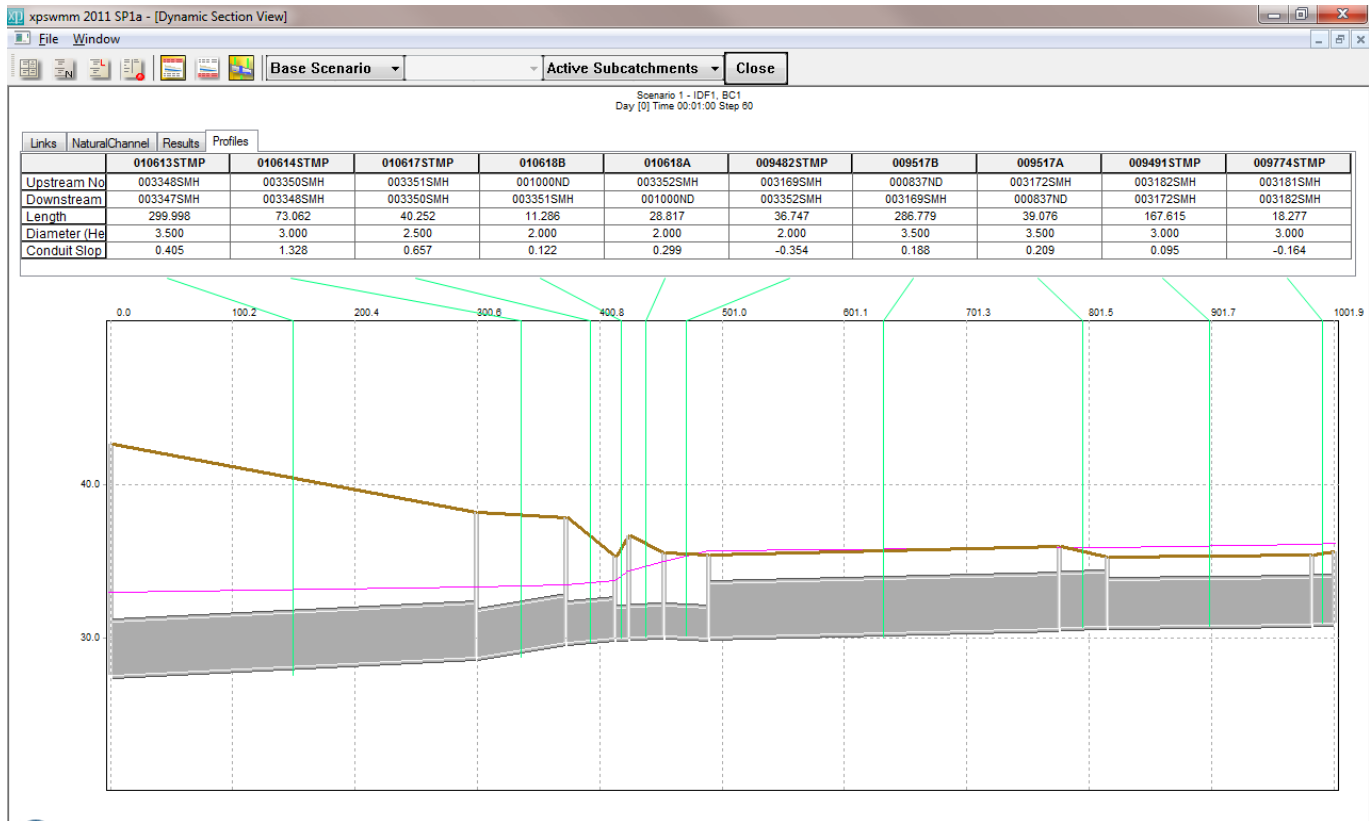 xpswmm 2011 SP1a - [Dynamic Section View]
File Window
Base Scenario Active Subcatchments Close
Scenario 1 - IDF1, BC1
Day [0] Time 00:01:00 Step 60
Links NaturalChannel Results Profiles
010613STMP 010614STMP 010617STMP 010618B 010618A 009482STMP 009517B 009517A 009491STMP 009774STMP
Upstream No 003348SMH 003350SMH 003351SMH 001000ND 003352SMH 003169SMH 000837ND 003172SMH 003182SMH 003181SMH
Downstream 003347SMH 003348SMH 003350SMH 003351SMH 001000ND 003352SMH 003169SMH 000837ND 003172SMH 003182SMH
Length 299.998 73.062 40.252 11.286 28.817 36.747 286.779 39.076 167.615 18.277
Diameter (He 3.500 3.000 2.500 2.000 2.000 2.000 3.500 3.500 3.000 3.000
Conduit Slop 0.405 1.328 0.657 0.122 0.299 -0.354 0.188 0.209 0.095 -0.164
0.0 100.2 200.4 300.6 400.8 501.0 601.1 701.3 801.5 901.7 1001.9
40.0
30.0